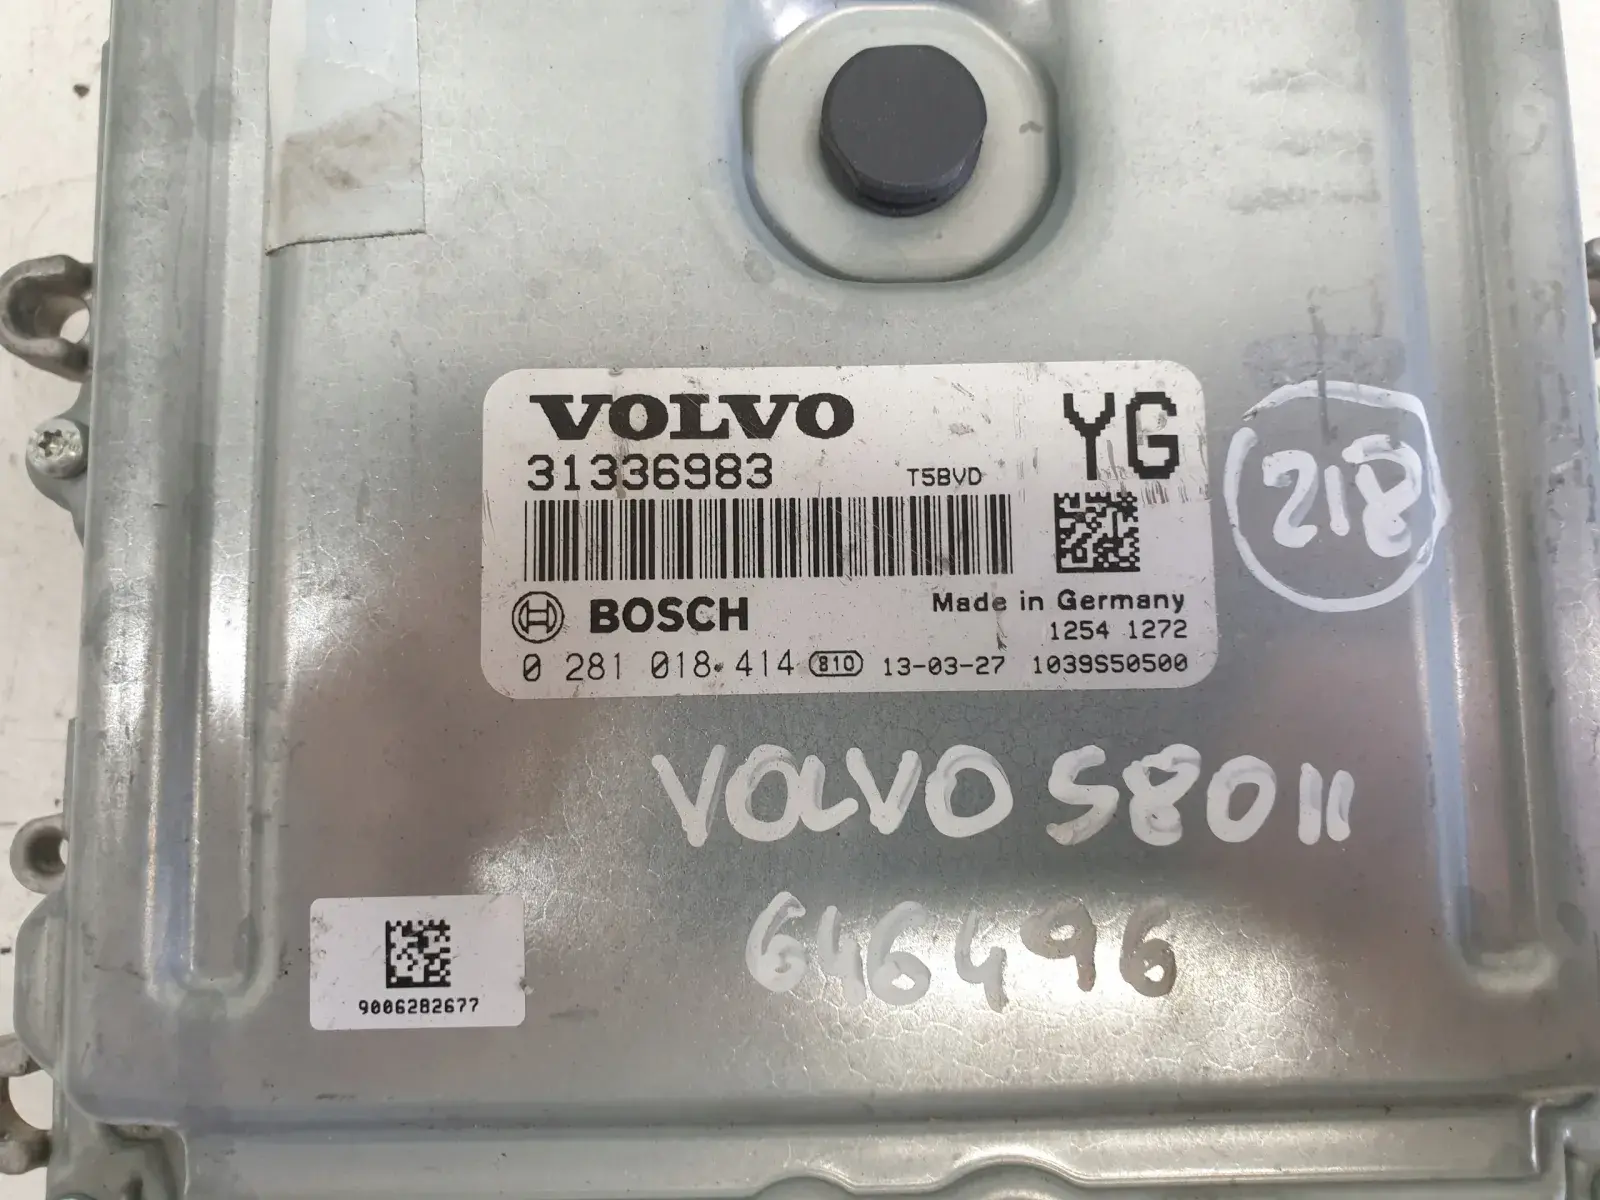 VOLVO YG
31336983 T5BVD
218
BOSCH Made in Germany
1254 1272
0 281 018 414 810 13-03-27 1039S50500
VOLVO S80 II
646496
9006282677